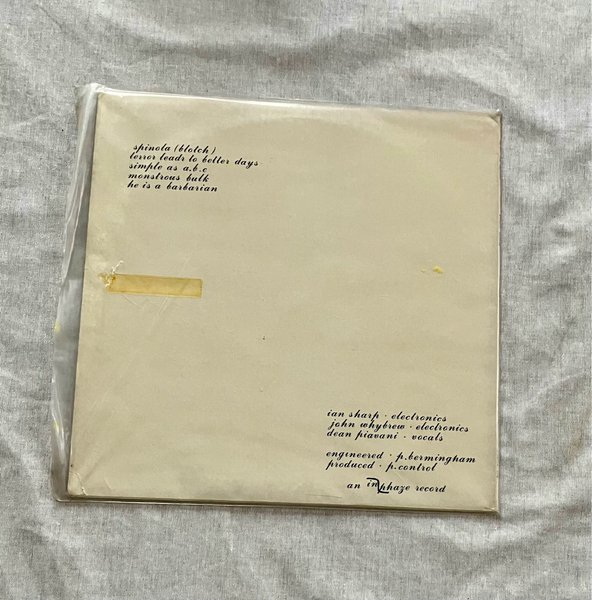 spinola (blotch)
terror leads to better days
simple as a.b.c
monstrous bulk
he is a barbarian
ian sharp · electronics
john whybrew · electronics
dean piavani · vocals
engineered · p.bermingham
produced · p.control
an inphaze record